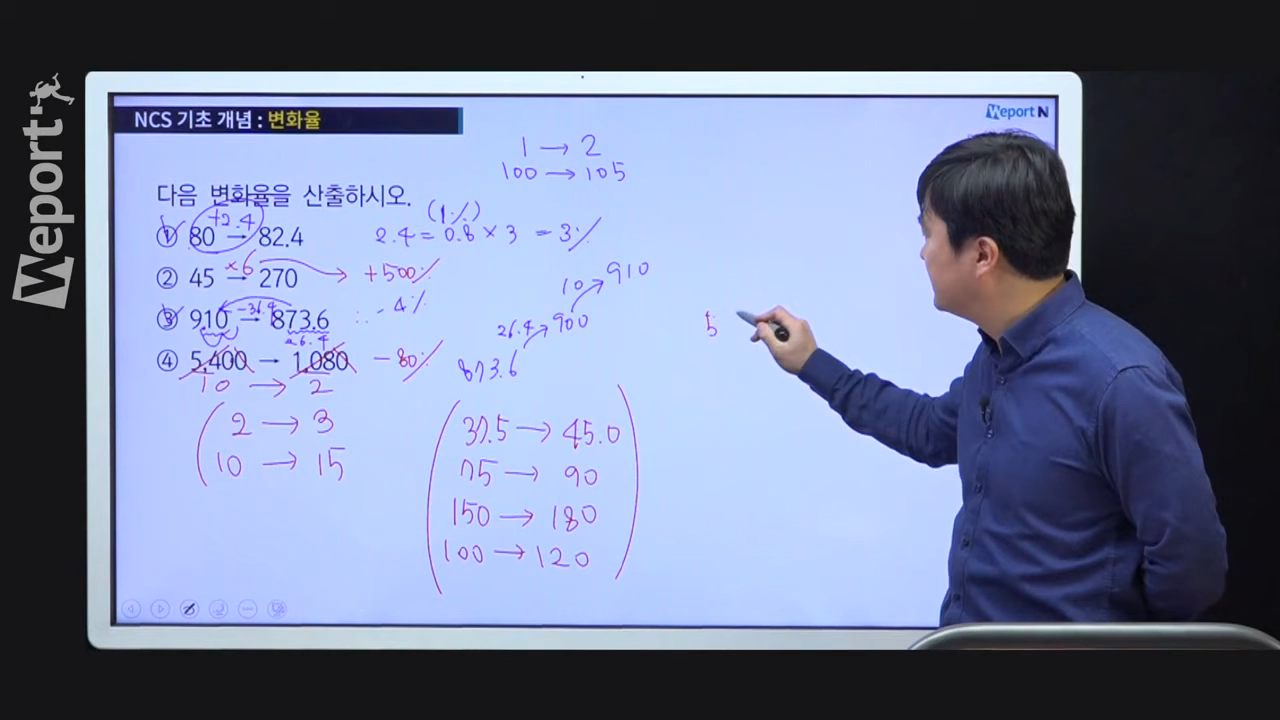 Weport
NCS 기초 개념 : 변화율
Weport N
1 → 2
100 → 105
다음 변화율을 산출하시오.
+2.4
(1%)
① 80 → 82.4
2.4 = 0.8 × 3 = 3%
×6
② 45 → 270
+500%
10 → 910
-36.4
③ 910 → 873.6
∴ -4%
26.4
26.4 → 900
873.6
④ 5,400 → 1,080
-80%
10 → 2
2 → 3
10 → 15
37.5 → 45.0
75 → 90
150 → 180
100 → 120
5